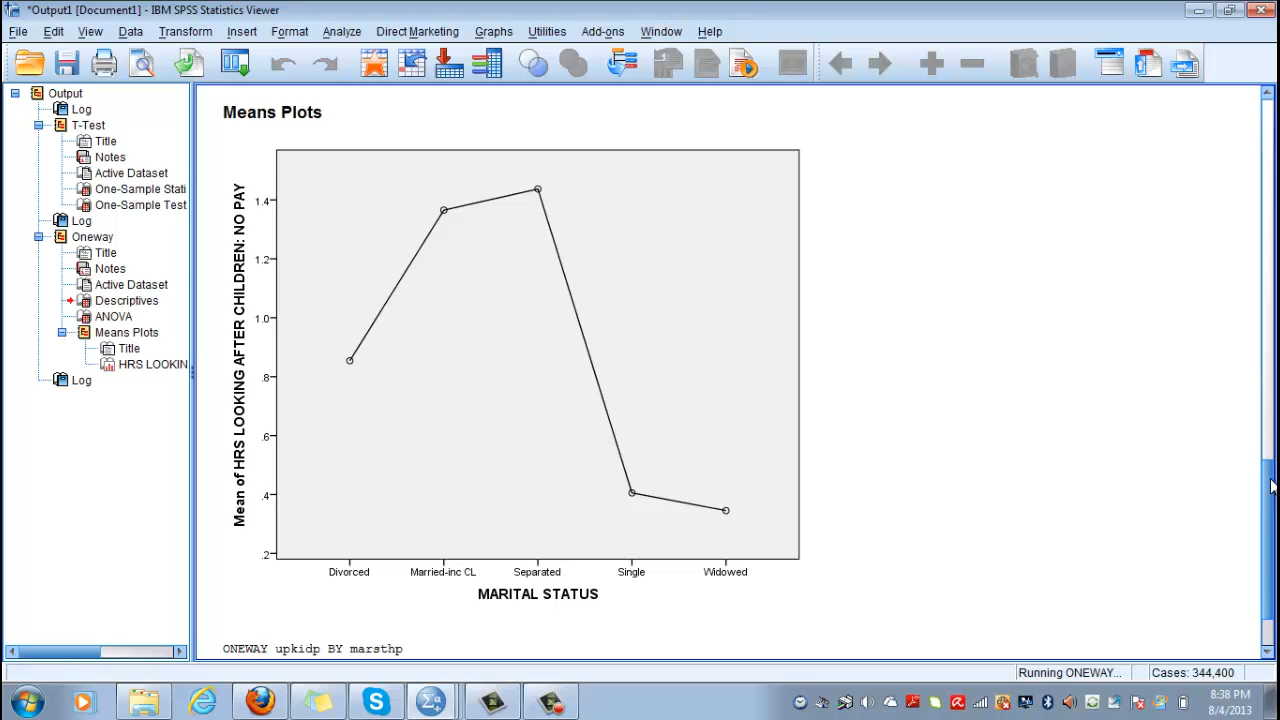 *Output1 [Document1] - IBM SPSS Statistics Viewer
File Edit View Data Transform Insert Format Analyze Direct Marketing Graphs Utilities Add-ons Window Help
Output
Log
T-Test
Title
Notes
Active Dataset
One-Sample Stati
One-Sample Test
Log
Oneway
Title
Notes
Active Dataset
Descriptives
ANOVA
Means Plots
Title
HRS LOOKIN
Log
Means Plots
Mean of HRS LOOKING AFTER CHILDREN: NO PAY
1.4
1.2
1.0
.8
.6
.4
.2
Divorced Married-inc CL Separated Single Widowed
MARITAL STATUS
ONEWAY upkidp BY marsthp
Running ONEWAY... Cases: 344,400
8:38 PM
8/4/2013